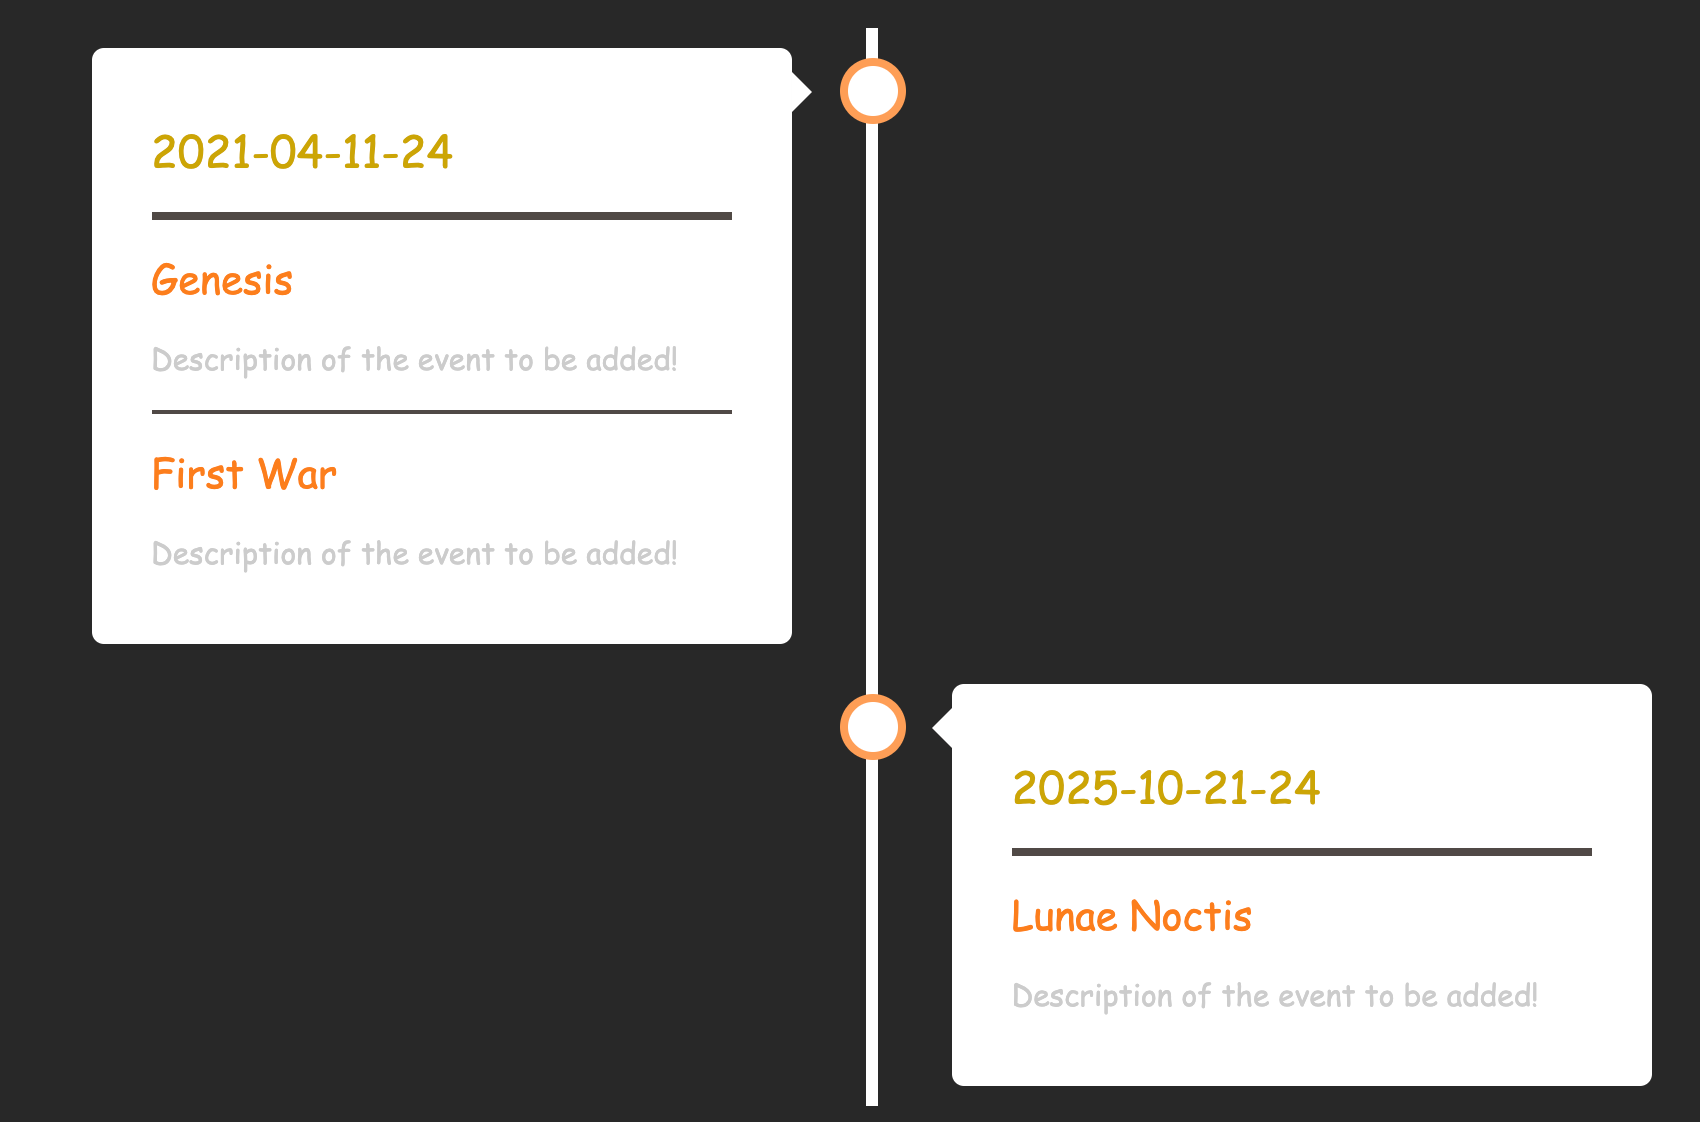 2021-04-11-24
Genesis
Description of the event to be added!
First War
Description of the event to be added!
2025-10-21-24
Lunae Noctis
Description of the event to be added!